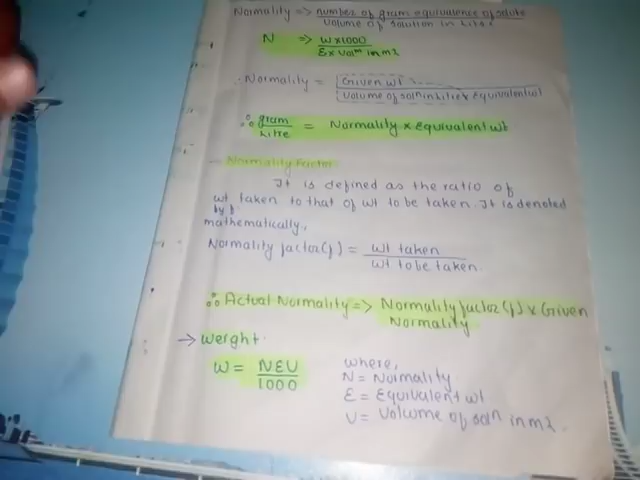 Normality => number of gram equivalence of solute
Volume of solution in Litre
N => W×1000
E× Volm in ml
Normality = Given wt
Volume of soln in Litre × Equivalent wt
∴ gram = Normality × Equivalent wt
Litre
- Normality Factor
It is defined as the ratio of
wt taken to that of wt to be taken. It is denoted
by f
mathematically,
Normality factor(f) = wt taken
wt to be taken.
∴ Actual Normality => Normality factor (f) × Griven
Normality
→ Weight
W = NEV
1000
where,
N = Normality
E = Equivalent wt
V = Volume of soln in ml.